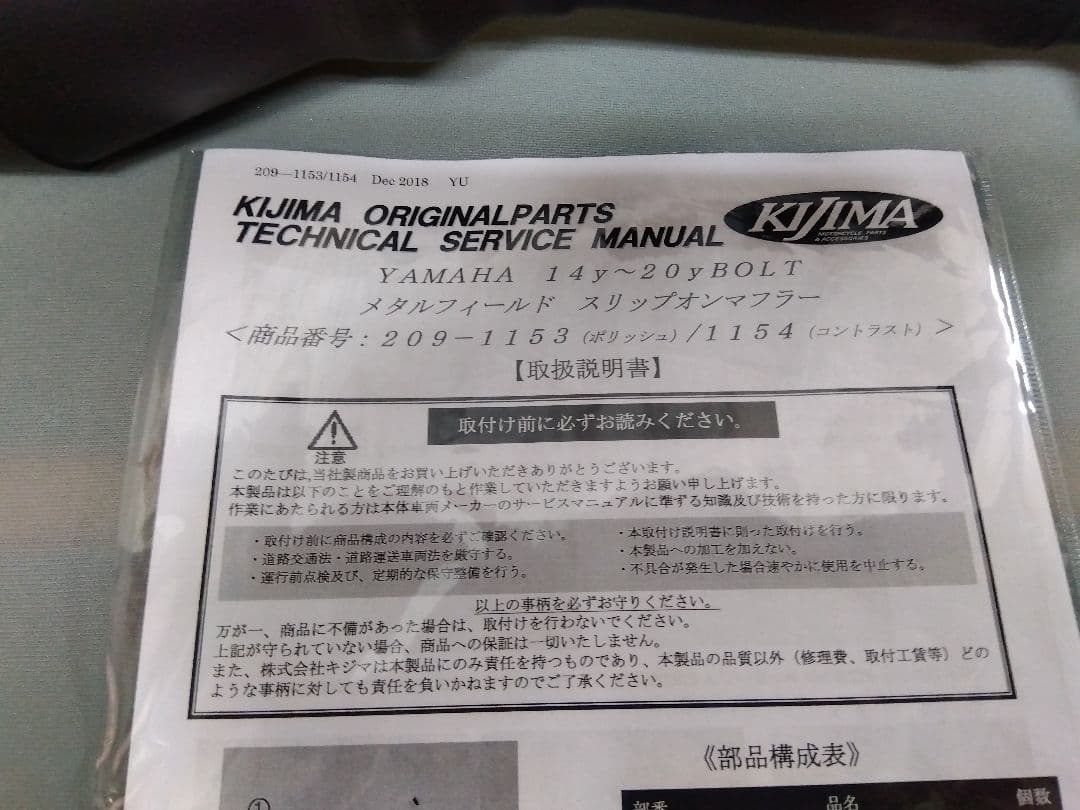 209—1153/1154 Dec 2018 YU
KIJIMA ORIGINALPARTS
TECHNICAL SERVICE MANUAL
KIJIMA
MOTORCYCLE PARTS
& ACCESSORIES
YAMAHA 14y～20yBOLT
メタルフィールド スリップオンマフラー
＜商品番号：209－1153（ポリッシュ）/1154（コントラスト）＞
【取扱説明書】
注意
取付け前に必ずお読みください。
このたびは,当社製商品をお買い上げいただきありがとうございます。
本製品は以下のことをご理解のもと作業していただきますようお願い申し上げます。
作業にあたられる方は本体車両メーカーのサービスマニュアルに準ずる知識及び技術を持った方に限ります。
・取付け前に商品構成の内容を必ずご確認ください。
・道路交通法・道路運送車両法を厳守する。
・運行前点検及び、定期的な保守整備を行う。
・本取付け説明書に則った取付けを行う。
・本製品への加工を加えない。
・不具合が発生した場合速やかに使用を中止する。
以上の事柄を必ずお守りください。
万が一、商品に不備があった場合は、取付けを行わないでください。
上記が守られていない場合、商品への保証は一切いたしません。
また、株式会社キジマは本製品にのみ責任を持つものであり、本製品の品質以外（修理費、取付工賃等）どの
ような事柄に対しても責任を負いかねますのでご了承ください。
《部品構成表》
①
部番 品名 個数